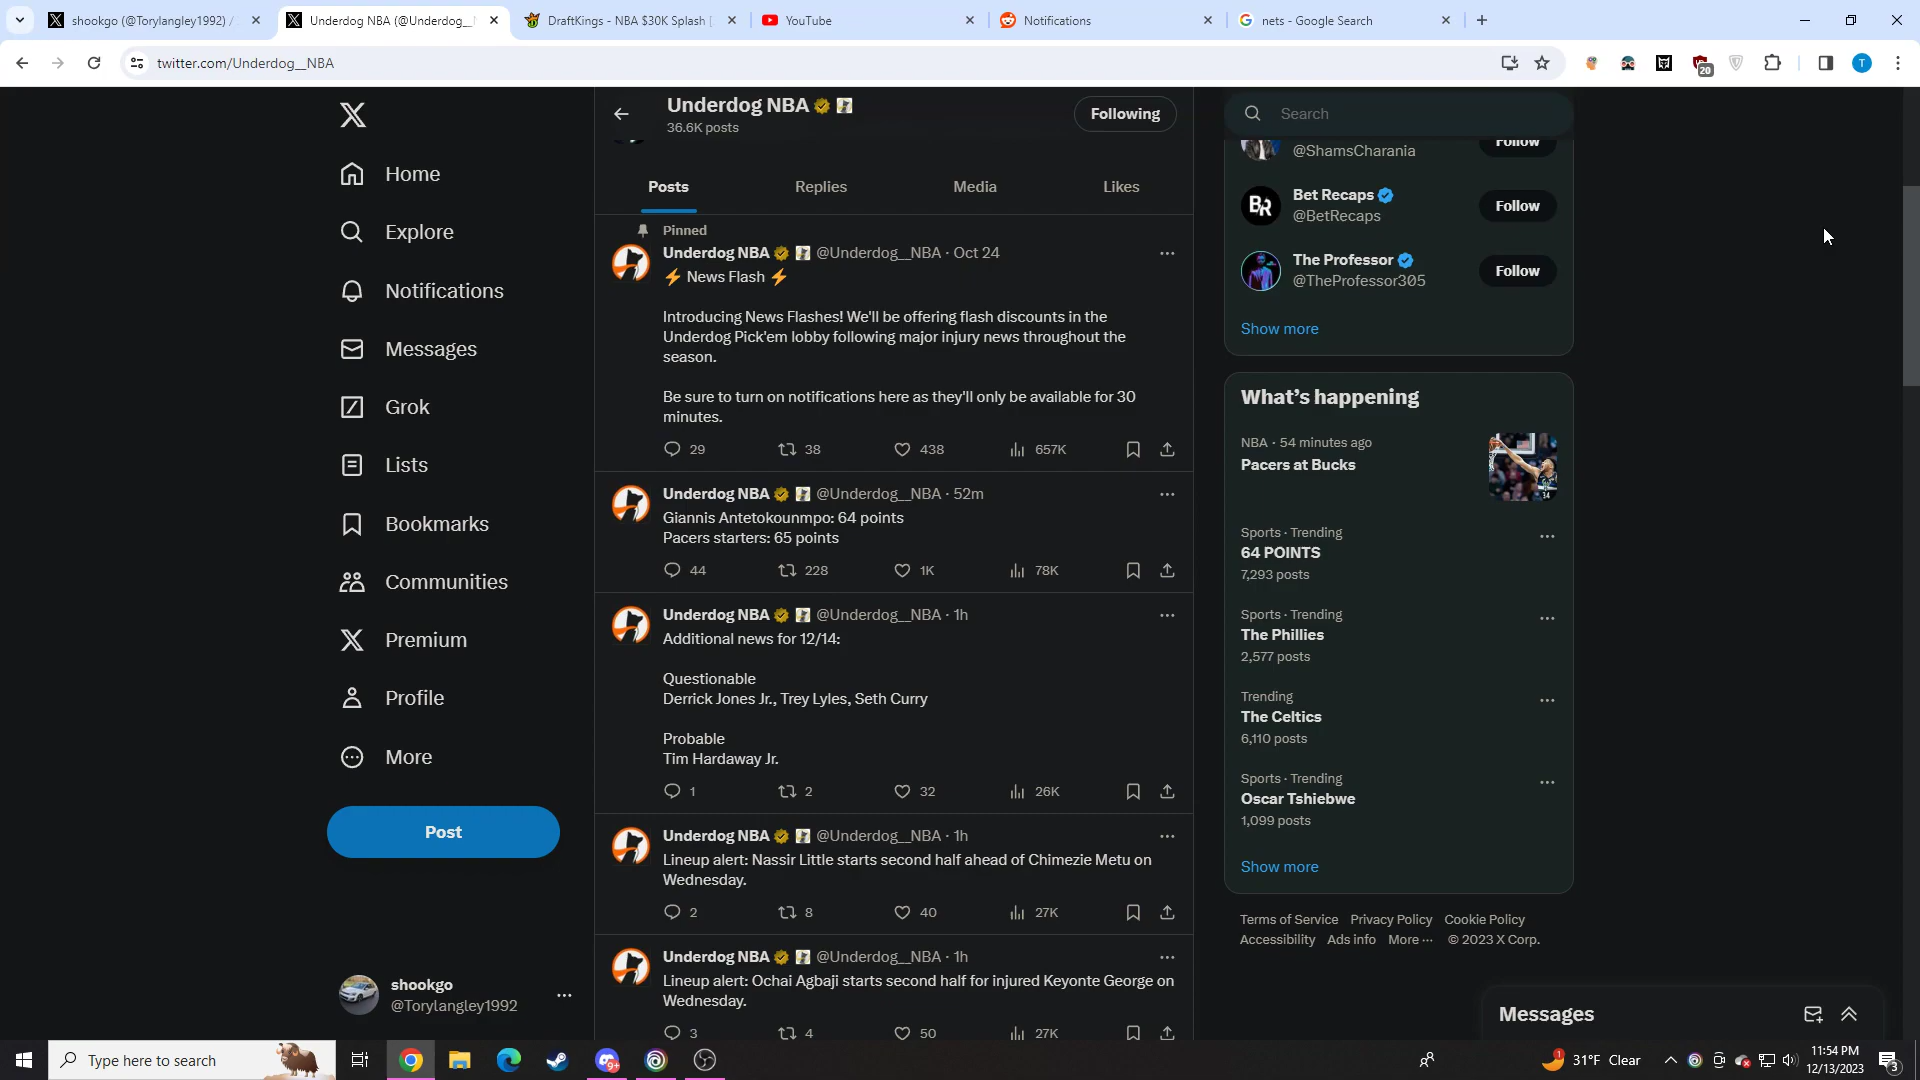 shookgo (@Torylangley1992) /
Underdog NBA (@Underdog_
DraftKings - NBA $30K Splash [
YouTube
Notifications
nets - Google Search
twitter.com/Underdog__NBA
20
T
Home
Explore
Notifications
Messages
Grok
Lists
Bookmarks
Communities
Premium
Profile
More
Post
shookgo
@Torylangley1992
Underdog NBA
36.6K posts
Following
Posts
Replies
Media
Likes
Pinned
Underdog NBA @Underdog__NBA · Oct 24
⚡ News Flash ⚡
Introducing News Flashes! We'll be offering flash discounts in the
Underdog Pick'em lobby following major injury news throughout the
season.
Be sure to turn on notifications here as they'll only be available for 30
minutes.
29 38 438 657K
Underdog NBA @Underdog__NBA · 52m
Giannis Antetokounmpo: 64 points
Pacers starters: 65 points
44 228 1K 78K
Underdog NBA @Underdog__NBA · 1h
Additional news for 12/14:
Questionable
Derrick Jones Jr., Trey Lyles, Seth Curry
Probable
Tim Hardaway Jr.
1 2 32 26K
Underdog NBA @Underdog__NBA · 1h
Lineup alert: Nassir Little starts second half ahead of Chimezie Metu on
Wednesday.
2 8 40 27K
Underdog NBA @Underdog__NBA · 1h
Lineup alert: Ochai Agbaji starts second half for injured Keyonte George on
Wednesday.
3 4 50 27K
Search
@ShamsCharania
Follow
BR
Bet Recaps
@BetRecaps
Follow
The Professor
@TheProfessor305
Follow
Show more
What's happening
NBA · 54 minutes ago
Pacers at Bucks
Sports · Trending
64 POINTS
7,293 posts
Sports · Trending
The Phillies
2,577 posts
Trending
The Celtics
6,110 posts
Sports · Trending
Oscar Tshiebwe
1,099 posts
Show more
Terms of Service Privacy Policy Cookie Policy
Accessibility Ads info More ··· © 2023 X Corp.
Messages
Type here to search
9+
1
31°F Clear
11:54 PM
12/13/2023
3